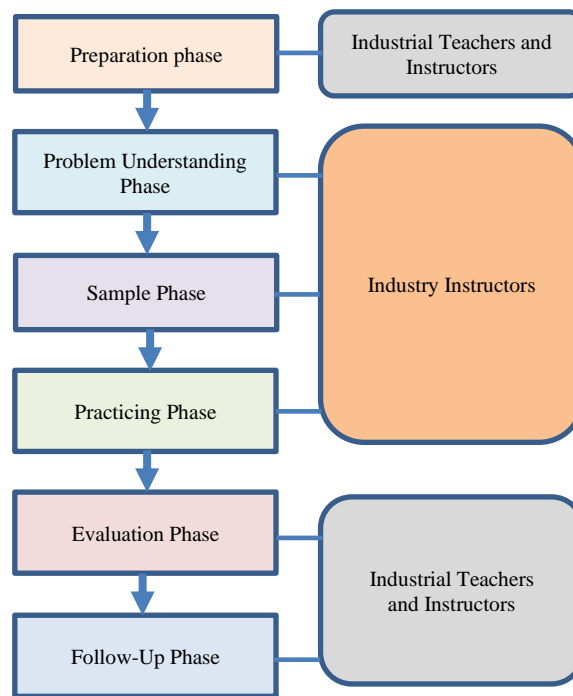 Preparation phase
Industrial Teachers and
Instructors
Problem Understanding
Phase
Sample Phase
Industry Instructors
Practicing Phase
Evaluation Phase
Industrial Teachers
and Instructors
Follow-Up Phase